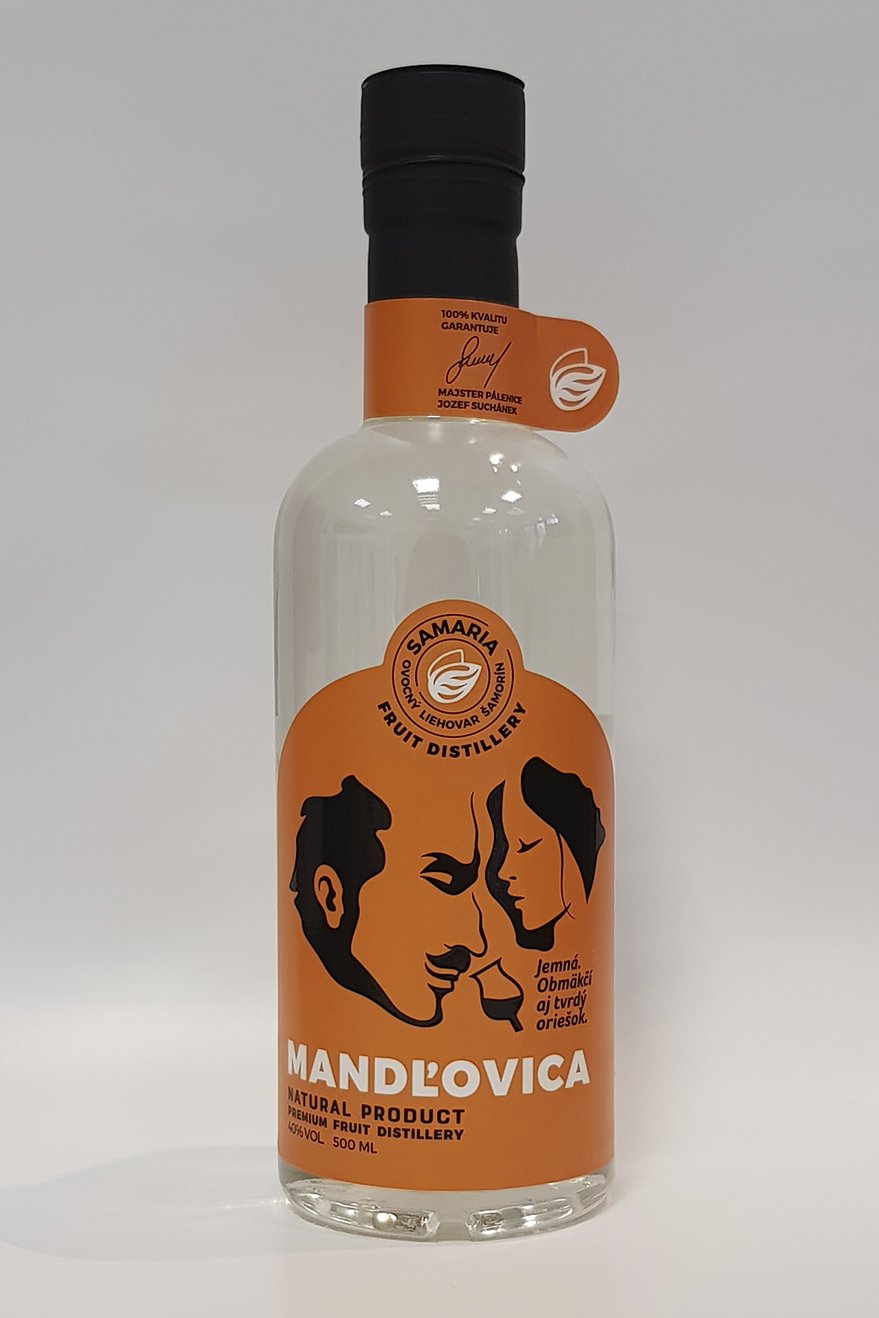 100% KVALITU
GARANTUJE
MAJSTER PÁLENICE
JOZEF SUCHÁNEK
SAMARIA
OVOCNÝ LIEHOVAR ŠAMORÍN
FRUIT DISTILLERY
Jemná.
Obmäkčí
aj tvrdý
oriešok.
MANDĽOVICA
NATURAL PRODUCT
PREMIUM FRUIT DISTILLERY
40% VOL 500 ML